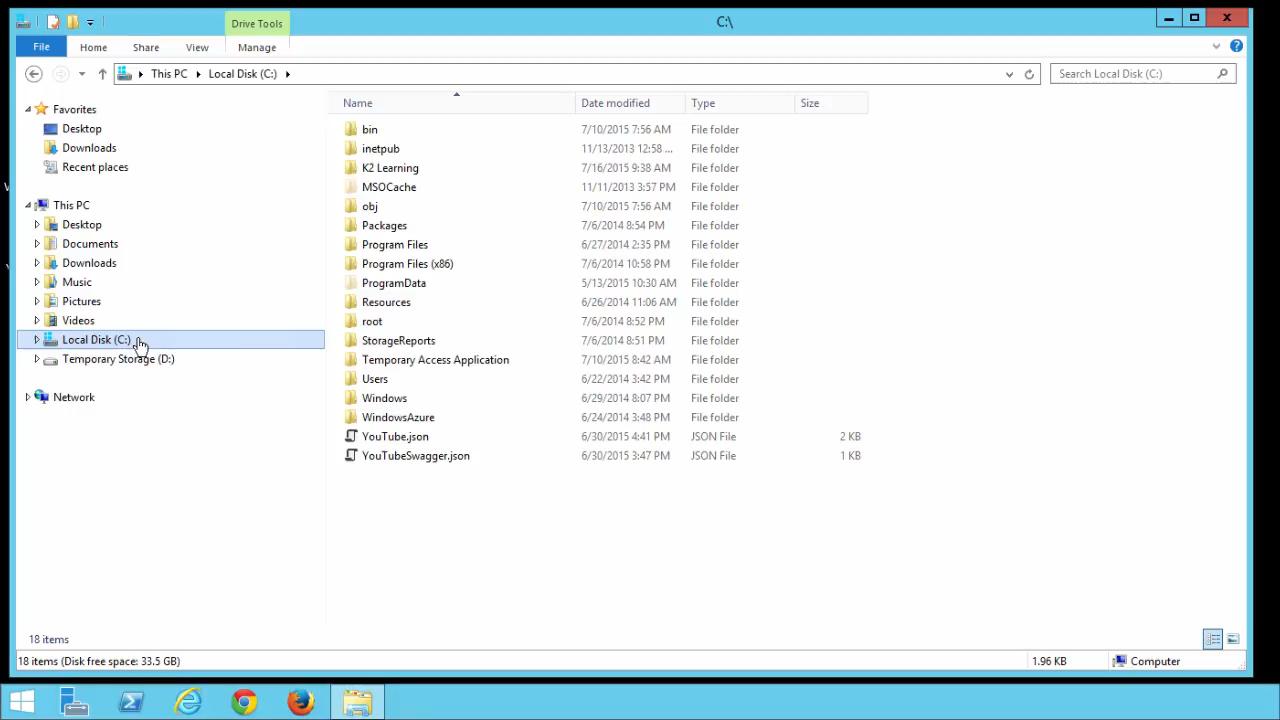 Drive Tools
C:\
File Home Share View Manage
This PC Local Disk (C:)
Search Local Disk (C:)
Favorites
Desktop
Downloads
Recent places
This PC
Desktop
Documents
Downloads
Music
Pictures
Videos
Local Disk (C:)
Temporary Storage (D:)
Network
Name Date modified Type Size
bin 7/10/2015 7:56 AM File folder
inetpub 11/13/2013 12:58 ... File folder
K2 Learning 7/16/2015 9:38 AM File folder
MSOCache 11/11/2013 3:57 PM File folder
obj 7/10/2015 7:56 AM File folder
Packages 7/6/2014 8:54 PM File folder
Program Files 6/27/2014 2:35 PM File folder
Program Files (x86) 7/6/2014 10:58 PM File folder
ProgramData 5/13/2015 10:30 AM File folder
Resources 6/26/2014 11:06 AM File folder
root 7/6/2014 8:52 PM File folder
StorageReports 7/6/2014 8:51 PM File folder
Temporary Access Application 7/10/2015 8:42 AM File folder
Users 6/22/2014 3:42 PM File folder
Windows 6/29/2014 8:07 PM File folder
WindowsAzure 6/24/2014 3:48 PM File folder
YouTube.json 6/30/2015 4:41 PM JSON File 2 KB
YouTubeSwagger.json 6/30/2015 3:47 PM JSON File 1 KB
18 items
18 items (Disk free space: 33.5 GB) 1.96 KB Computer